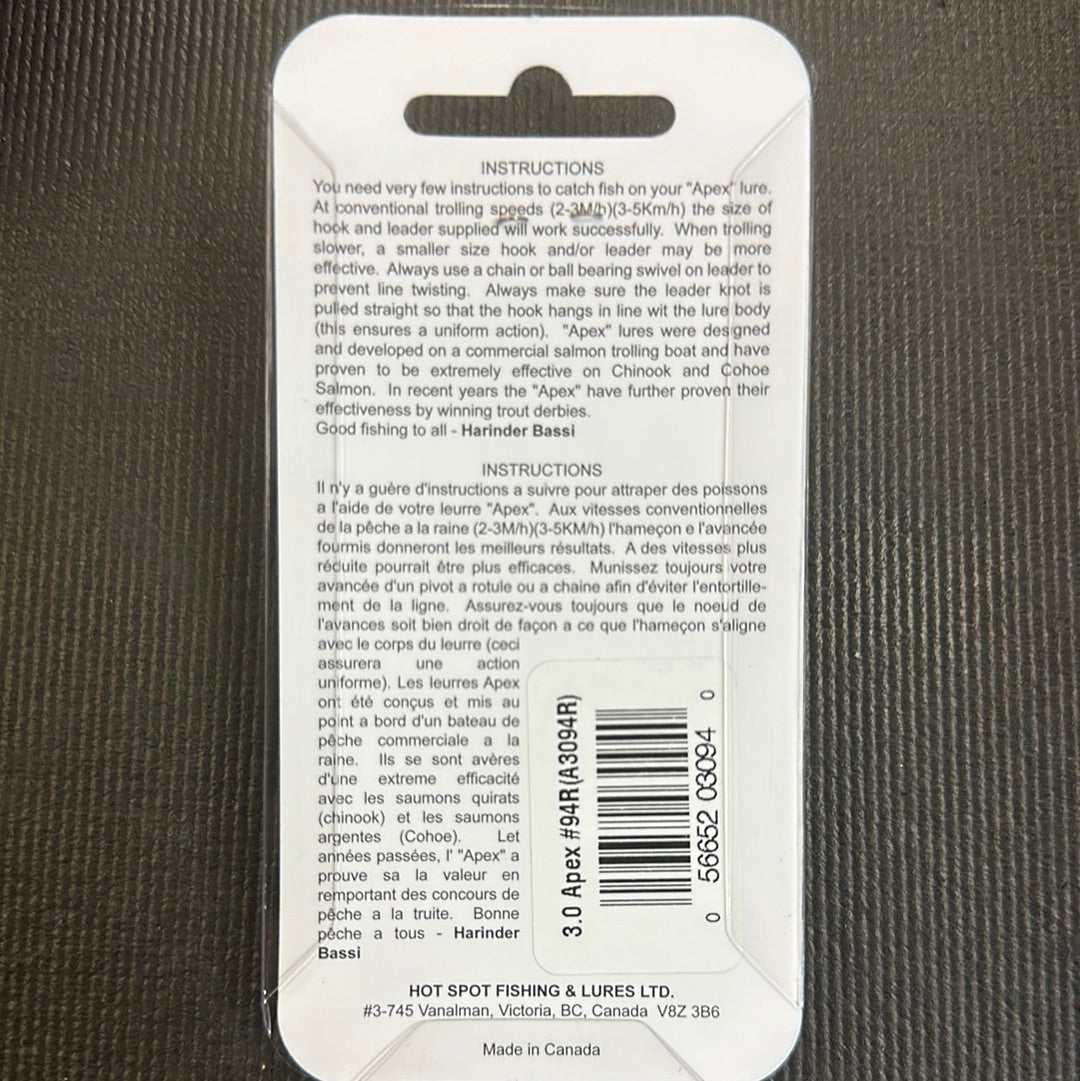 INSTRUCTIONS
You need very few instructions to catch fish on your "Apex" lure.
At conventional trolling speeds (2-3M/h)(3-5Km/h) the size of
hook and leader supplied will work successfully. When trolling
slower, a smaller size hook and/or leader may be more
effective. Always use a chain or ball bearing swivel on leader to
prevent line twisting. Always make sure the leader knot is
pulled straight so that the hook hangs in line wit the lure body
(this ensures a uniform action). "Apex" lures were designed
and developed on a commercial salmon trolling boat and have
proven to be extremely effective on Chinook and Cohoe
Salmon. In recent years the "Apex" have further proven their
effectiveness by winning trout derbies.
Good fishing to all - Harinder Bassi
INSTRUCTIONS
Il n'y a guère d'instructions a suivre pour attraper des poissons
a l'aide de votre leurre "Apex". Aux vitesses conventionnelles
de la pêche a la raine (2-3M/h)(3-5KM/h) l'hameçon e l'avancée
fourmis donneront les meilleurs résultats. A des vitesses plus
réduite pourrait être plus efficaces. Munissez toujours votre
avancée d'un pivot a rotule ou a chaine afin d'éviter l'entortille-
ment de la ligne. Assurez-vous toujours que le noeud de
l'avances soit bien droit de façon a ce que l'hameçon s'aligne
avec le corps du leurre (ceci
assurera une action
uniforme). Les leurres Apex
ont été conçus et mis au
point a bord d'un bateau de
pêche commerciale a la
raine. Ils se sont avères
d'une extreme efficacité
avec les saumons quirats
(chinook) et les saumons
argentes (Cohoe). Let
années passées, l' "Apex" a
prouve sa la valeur en
remportant des concours de
pêche a la truite. Bonne
pêche a tous - Harinder
Bassi
3.0 Apex #94R(A3094R)
0 56652 03094 0
HOT SPOT FISHING & LURES LTD.
#3-745 Vanalman, Victoria, BC, Canada V8Z 3B6
Made in Canada